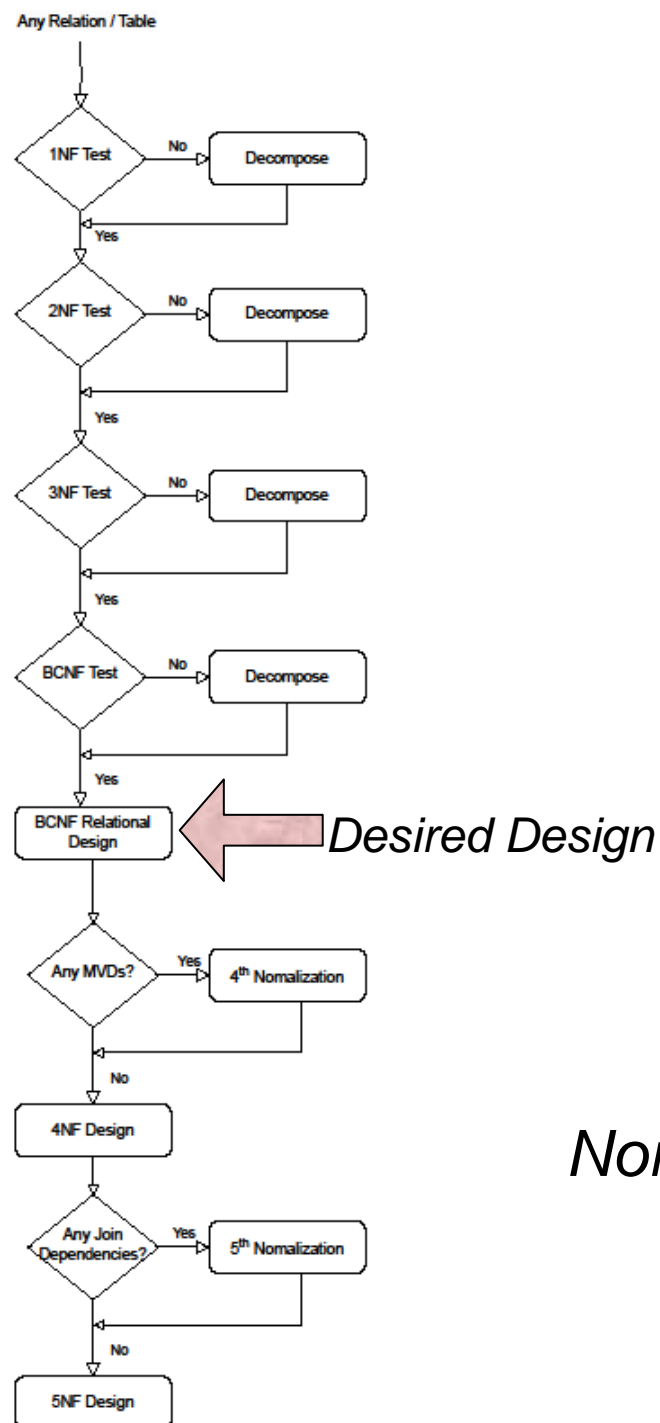 Any Relation / Table
1NF Test
No
Decompose
Yes
2NF Test
No
Decompose
Yes
3NF Test
No
Decompose
Yes
BCNF Test
No
Decompose
Yes
BCNF Relational
Design
Desired Design
Any MVDs?
Yes
4th Nomalization
No
4NF Design
Any Join
Dependencies?
Yes
5th Nomalization
No
5NF Design